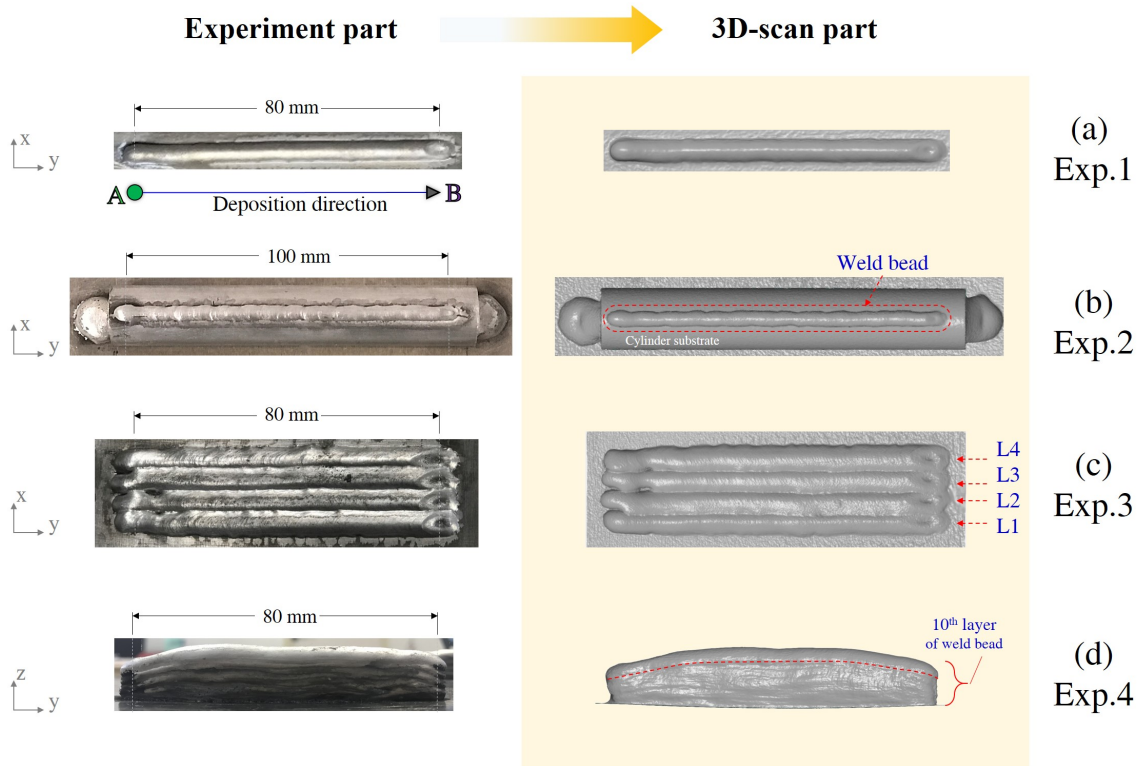 Experiment part
3D-scan part
80 mm
x
y
A
B
Deposition direction
(a)
Exp.1
100 mm
x
y
Weld bead
Cylinder substrate
(b)
Exp.2
80 mm
x
y
L4
L3
L2
L1
(c)
Exp.3
80 mm
z
y
10th layer
of weld bead
(d)
Exp.4